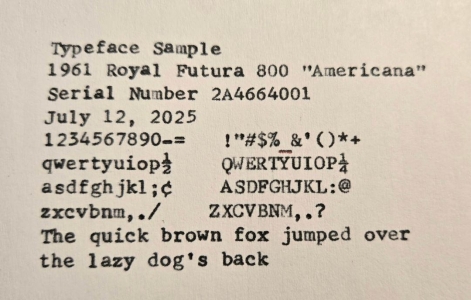 Typeface Sample
1961 Royal Futura 800 "Americana"
Serial Number 2A4664001
July 12, 2025
1234567890-= !"#$%_&'()*+
qwertyuiop½ QWERTYUIOP¼
asdfghjkl;¢ ASDFGHJKL:@
zxcvbnm,./ ZXCVBNM,.?
The quick brown fox jumped over
the lazy dog's back